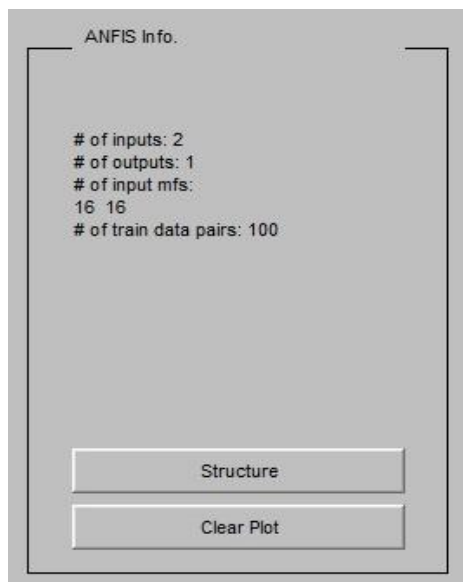 ANFIS Info.
# of inputs: 2
# of outputs: 1
# of input mfs:
16 16
# of train data pairs: 100
Structure
Clear Plot